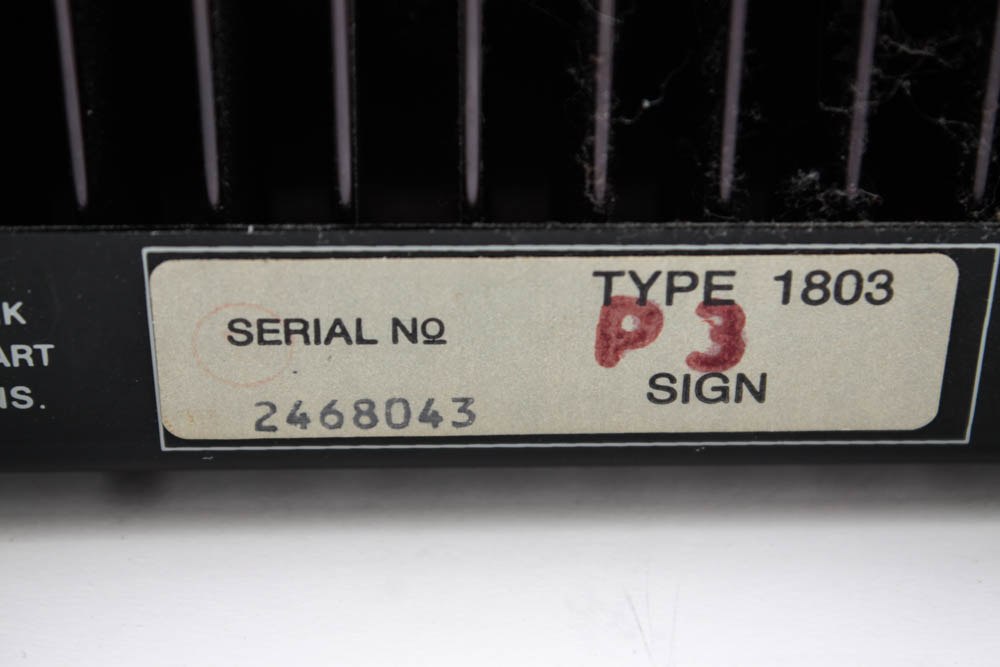 K
ART
NS.
SERIAL No
2468043
TYPE 1803
P3
SIGN